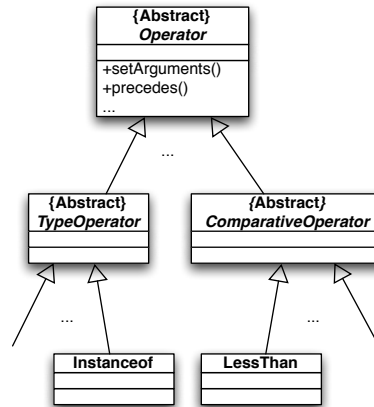 {Abstract}
Operator
+setArguments()
+precedes()
...
...
{Abstract}
TypeOperator
{Abstract}
ComparativeOperator
...
...
Instanceof
LessThan